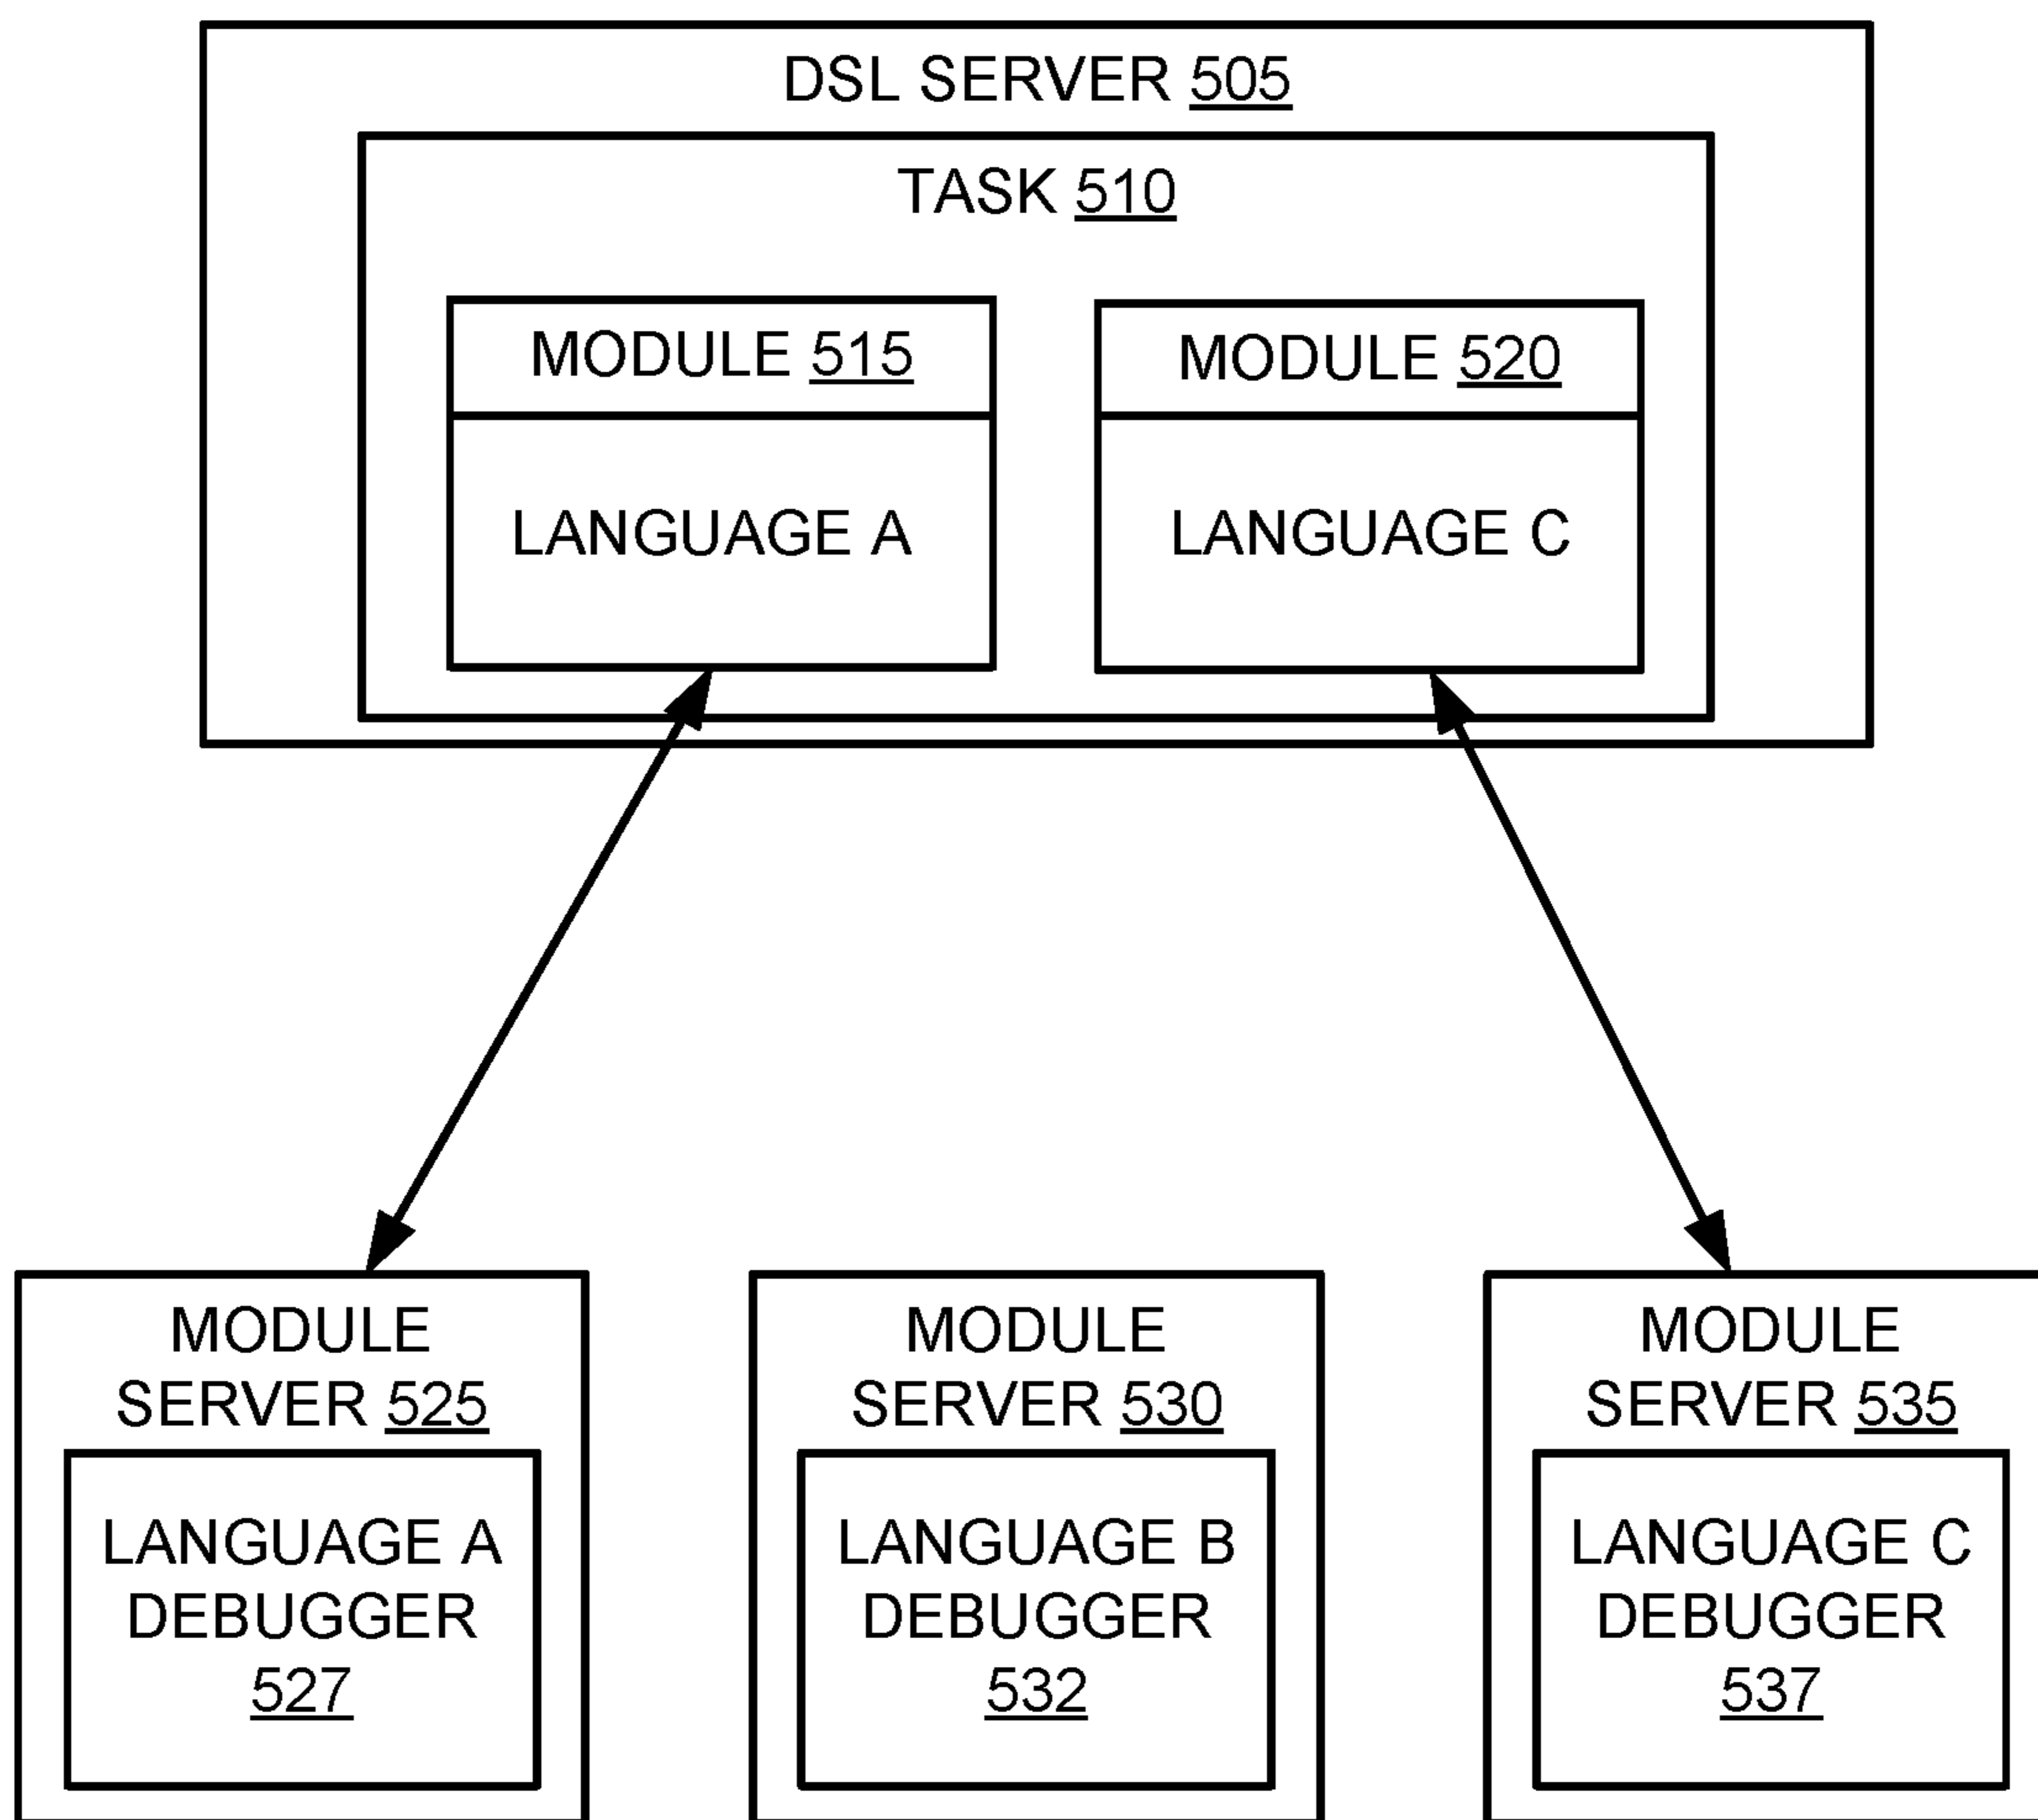 DSL SERVER 505
TASK 510
MODULE 515
LANGUAGE A
MODULE 520
LANGUAGE C
MODULE
SERVER 525
LANGUAGE A
DEBUGGER
527
MODULE
SERVER 530
LANGUAGE B
DEBUGGER
532
MODULE
SERVER 535
LANGUAGE C
DEBUGGER
537